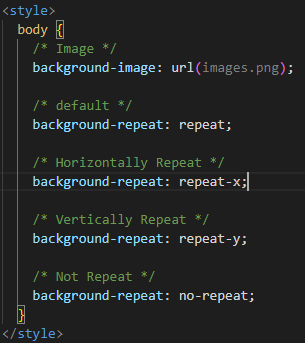 <style>
body {
/* Image */
background-image: url(images.png);
/* default */
background-repeat: repeat;
/* Horizontally Repeat */
background-repeat: repeat-x;
/* Vertically Repeat */
background-repeat: repeat-y;
/* Not Repeat */
background-repeat: no-repeat;
}
</style>